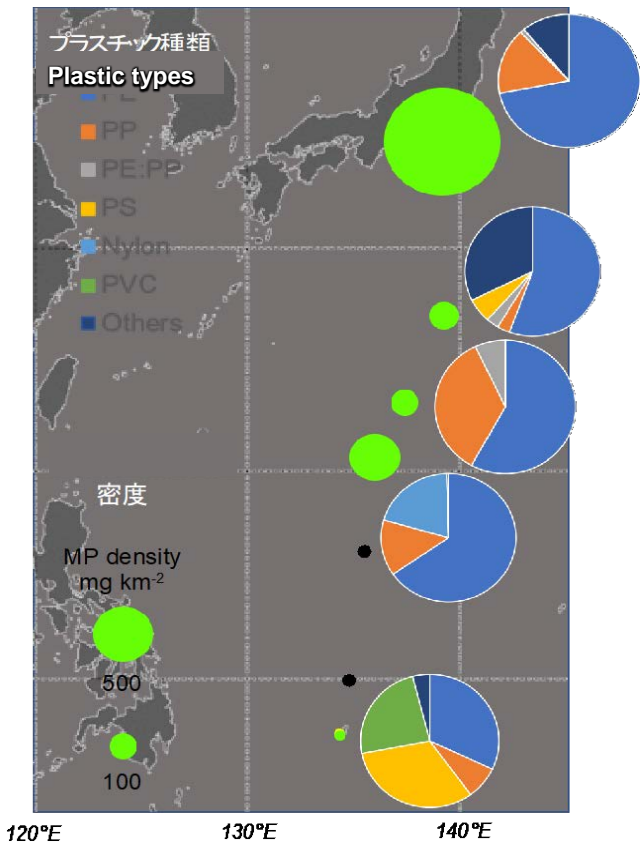 プラスチック種類
Plastic types
PE
PP
PE:PP
PS
Nylon
PVC
Others
密度
MP density
mg km-2
500
100
120°E 130°E 140°E